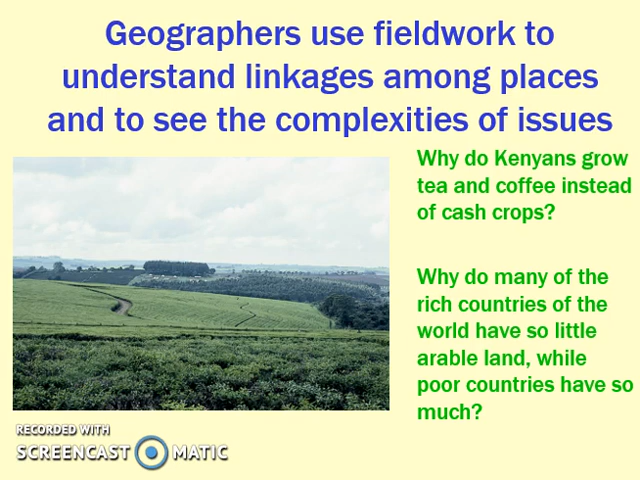 Geographers use fieldwork to
understand linkages among places
and to see the complexities of issues
Why do Kenyans grow
tea and coffee instead
of cash crops?
Why do many of the
rich countries of the
world have so little
arable land, while
poor countries have so
much?
RECORDED WITH
SCREENCAST MATIC